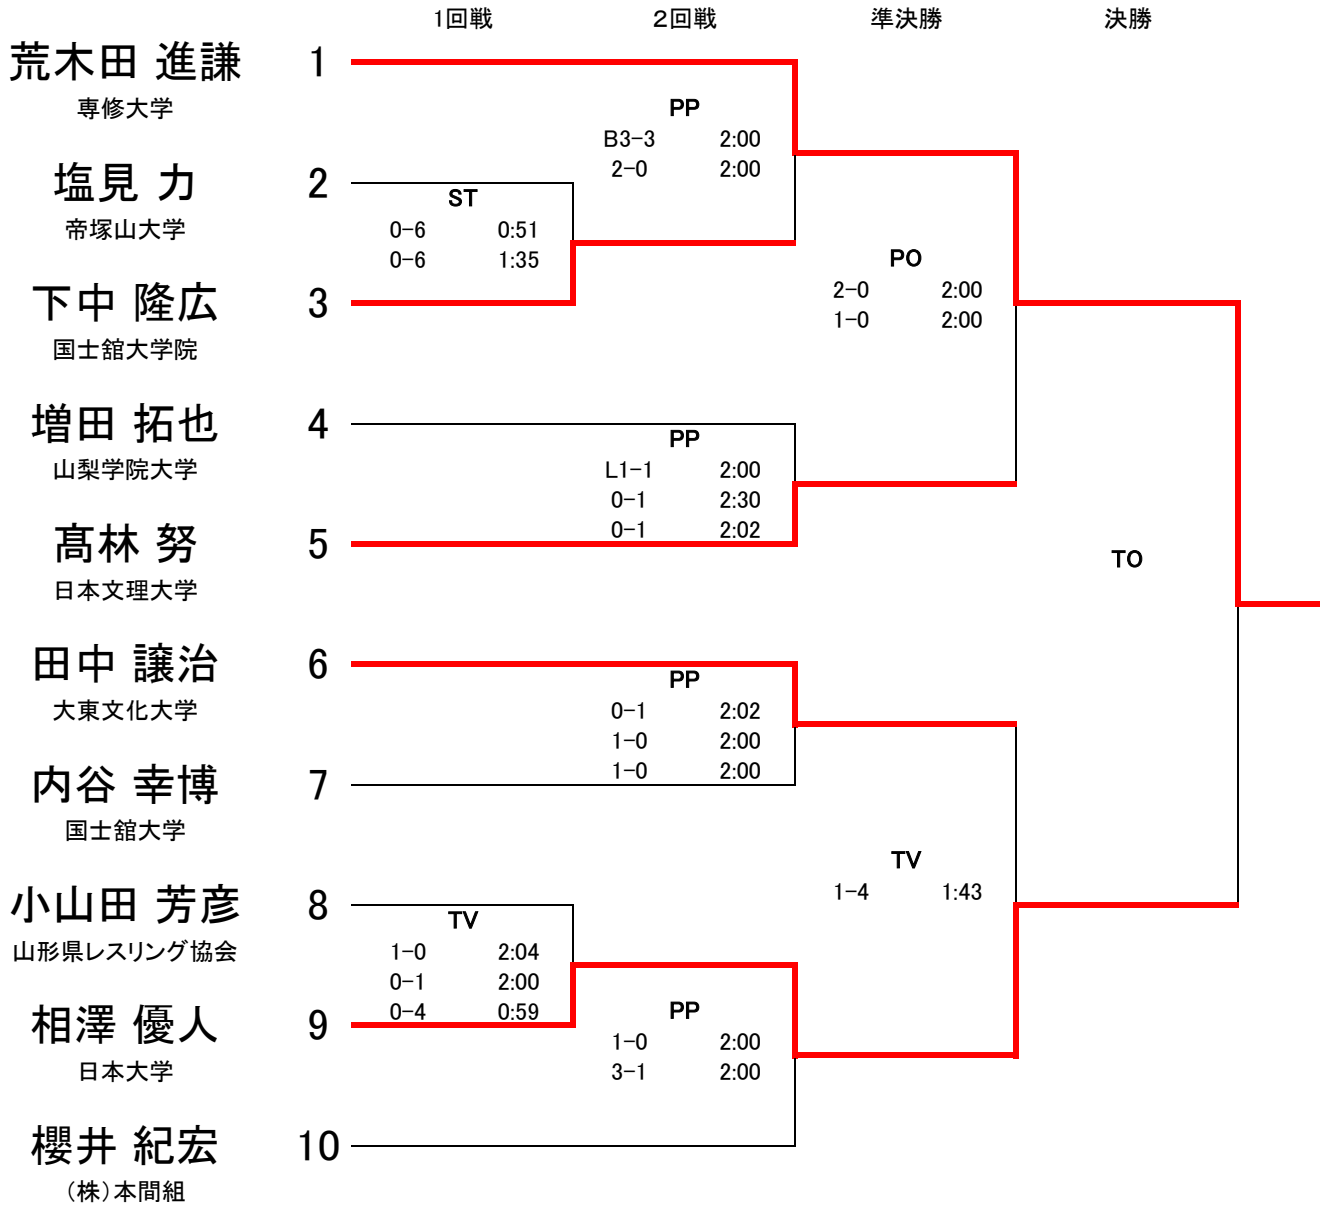 1回戦 2回戦 準決勝 決勝
荒木田 進謙 1
専修大学
PP
B3-3 2:00
2-0 2:00
塩見 力 2
帝塚山大学
ST
0-6 0:51
0-6 1:35
下中 隆広 3
国士舘大学院
PO
2-0 2:00
1-0 2:00
増田 拓也 4
山梨学院大学
PP
L1-1 2:00
0-1 2:30
0-1 2:02
髙林 努 5
日本文理大学
TO
田中 譲治 6
大東文化大学
PP
0-1 2:02
1-0 2:00
1-0 2:00
内谷 幸博 7
国士舘大学
TV
1-4 1:43
小山田 芳彦 8
山形県レスリング協会
TV
1-0 2:04
0-1 2:00
0-4 0:59
相澤 優人 9
日本大学
PP
1-0 2:00
3-1 2:00
櫻井 紀宏 10
（株）本間組